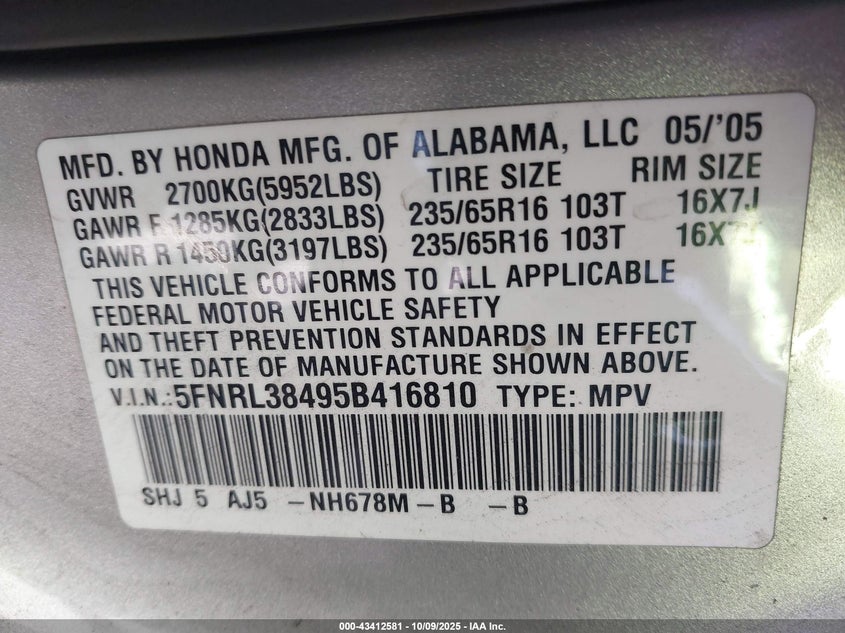 MFD. BY HONDA MFG. OF ALABAMA, LLC 05/'05
GVWR 2700KG(5952LBS) TIRE SIZE RIM SIZE
GAWR F 1285KG(2833LBS) 235/65R16 103T 16X7J
GAWR R 1450KG(3197LBS) 235/65R16 103T
THIS VEHICLE CONFORMS TO ALL APPLICABLE
FEDERAL MOTOR VEHICLE SAFETY
AND THEFT PREVENTION STANDARDS IN EFFECT
ON THE DATE OF MANUFACTURE SHOWN ABOVE.
V.I.N.:5FNRL38495B416810 TYPE: MPV
SHJ 5 AJ5 -NH678M-B -B
000-43412581 - 10/09/2025 - IAA Inc.